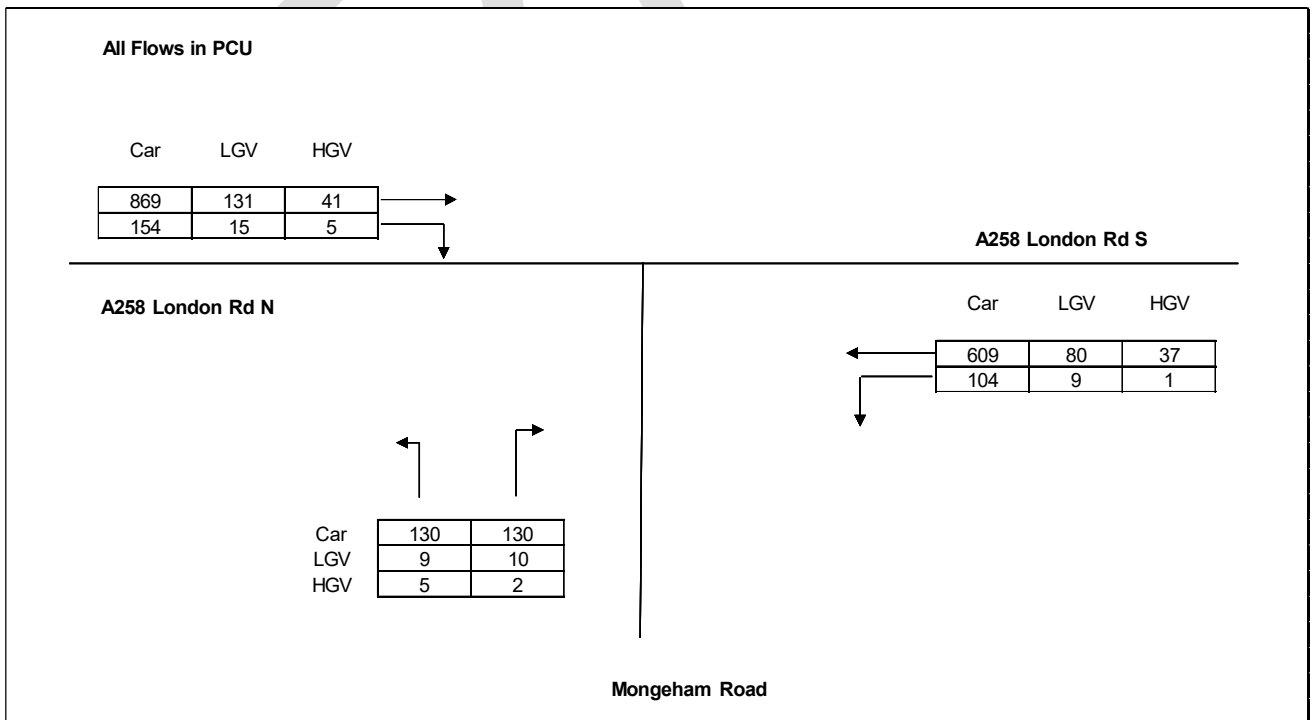 All Flows in PCU
Car LGV HGV
869 131 41
154 15 5
A258 London Rd S
A258 London Rd N
Car LGV HGV
609 80 37
104 9 1
Car 130 130
LGV 9 10
HGV 5 2
Mongeham Road